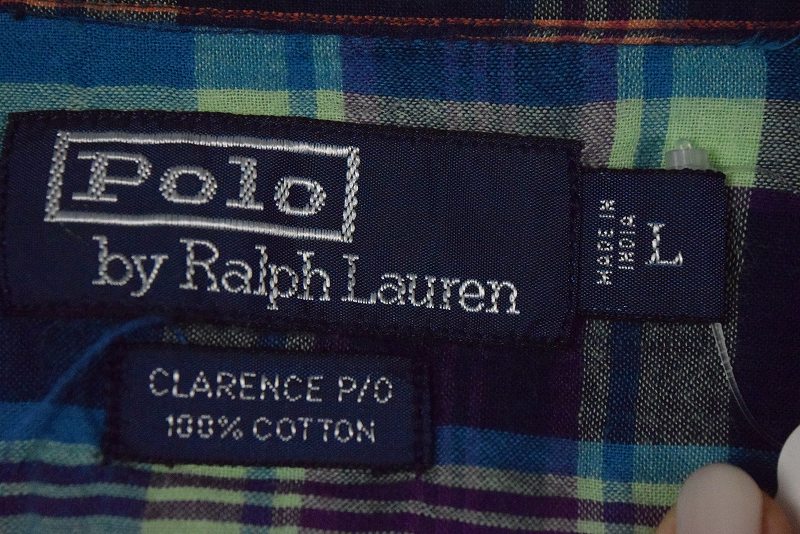 Polo
by Ralph Lauren
MADE IN
INDIA
L
CLARENCE P/O
100% COTTON